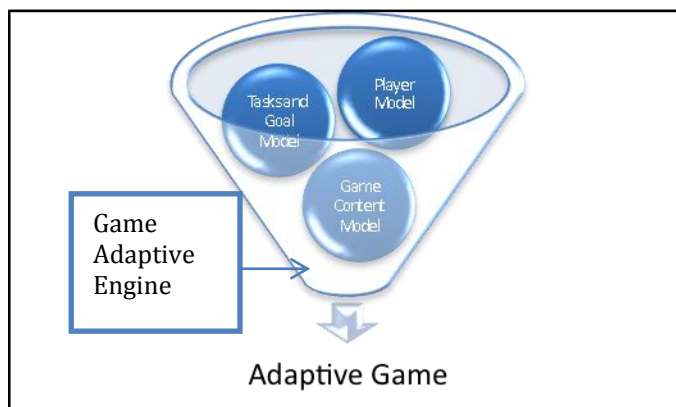 Player
Model
Tasksand
Goal
Model
Game
Content
Model
Game
Adaptive
Engine
Adaptive Game